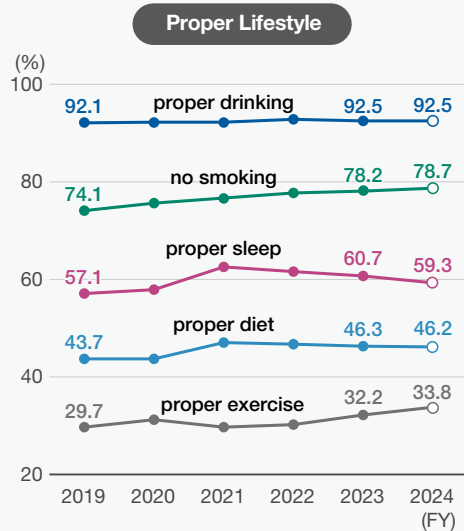 Proper Lifestyle
(%)
100
92.1 proper drinking 92.5 92.5
80
74.1 no smoking 78.2 78.7
60
57.1 proper sleep 60.7 59.3
43.7 proper diet 46.3 46.2
40
29.7 proper exercise 32.2 33.8
20
2019 2020 2021 2022 2023 2024
(FY)